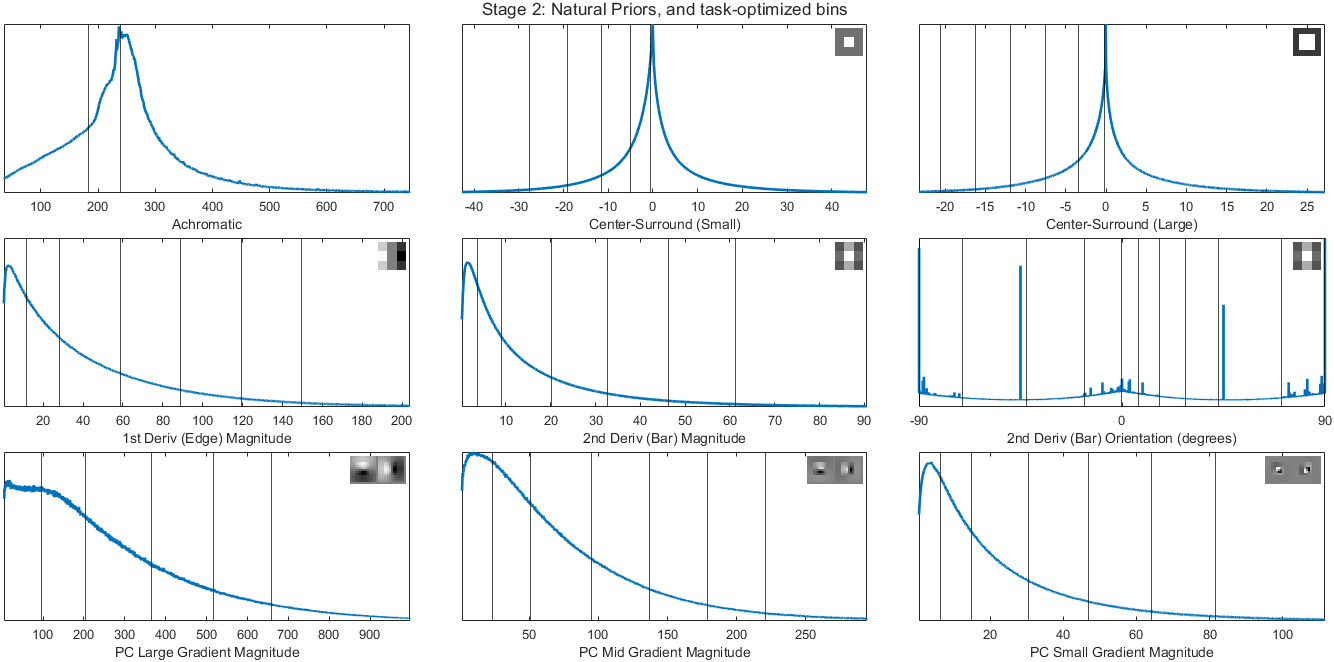 Stage 2: Natural Priors, and task-optimized bins
100 200 300 400 500 600 700
Achromatic
-40 -30 -20 -10 0 10 20 30 40
Center-Surround (Small)
-20 -15 -10 -5 0 5 10 15 20 25
Center-Surround (Large)
20 40 60 80 100 120 140 160 180 200
1st Deriv (Edge) Magnitude
10 20 30 40 50 60 70 80 90
2nd Deriv (Bar) Magnitude
-90 0 90
2nd Deriv (Bar) Orientation (degrees)
100 200 300 400 500 600 700 800 900
PC Large Gradient Magnitude
50 100 150 200 250
PC Mid Gradient Magnitude
20 40 60 80 100
PC Small Gradient Magnitude